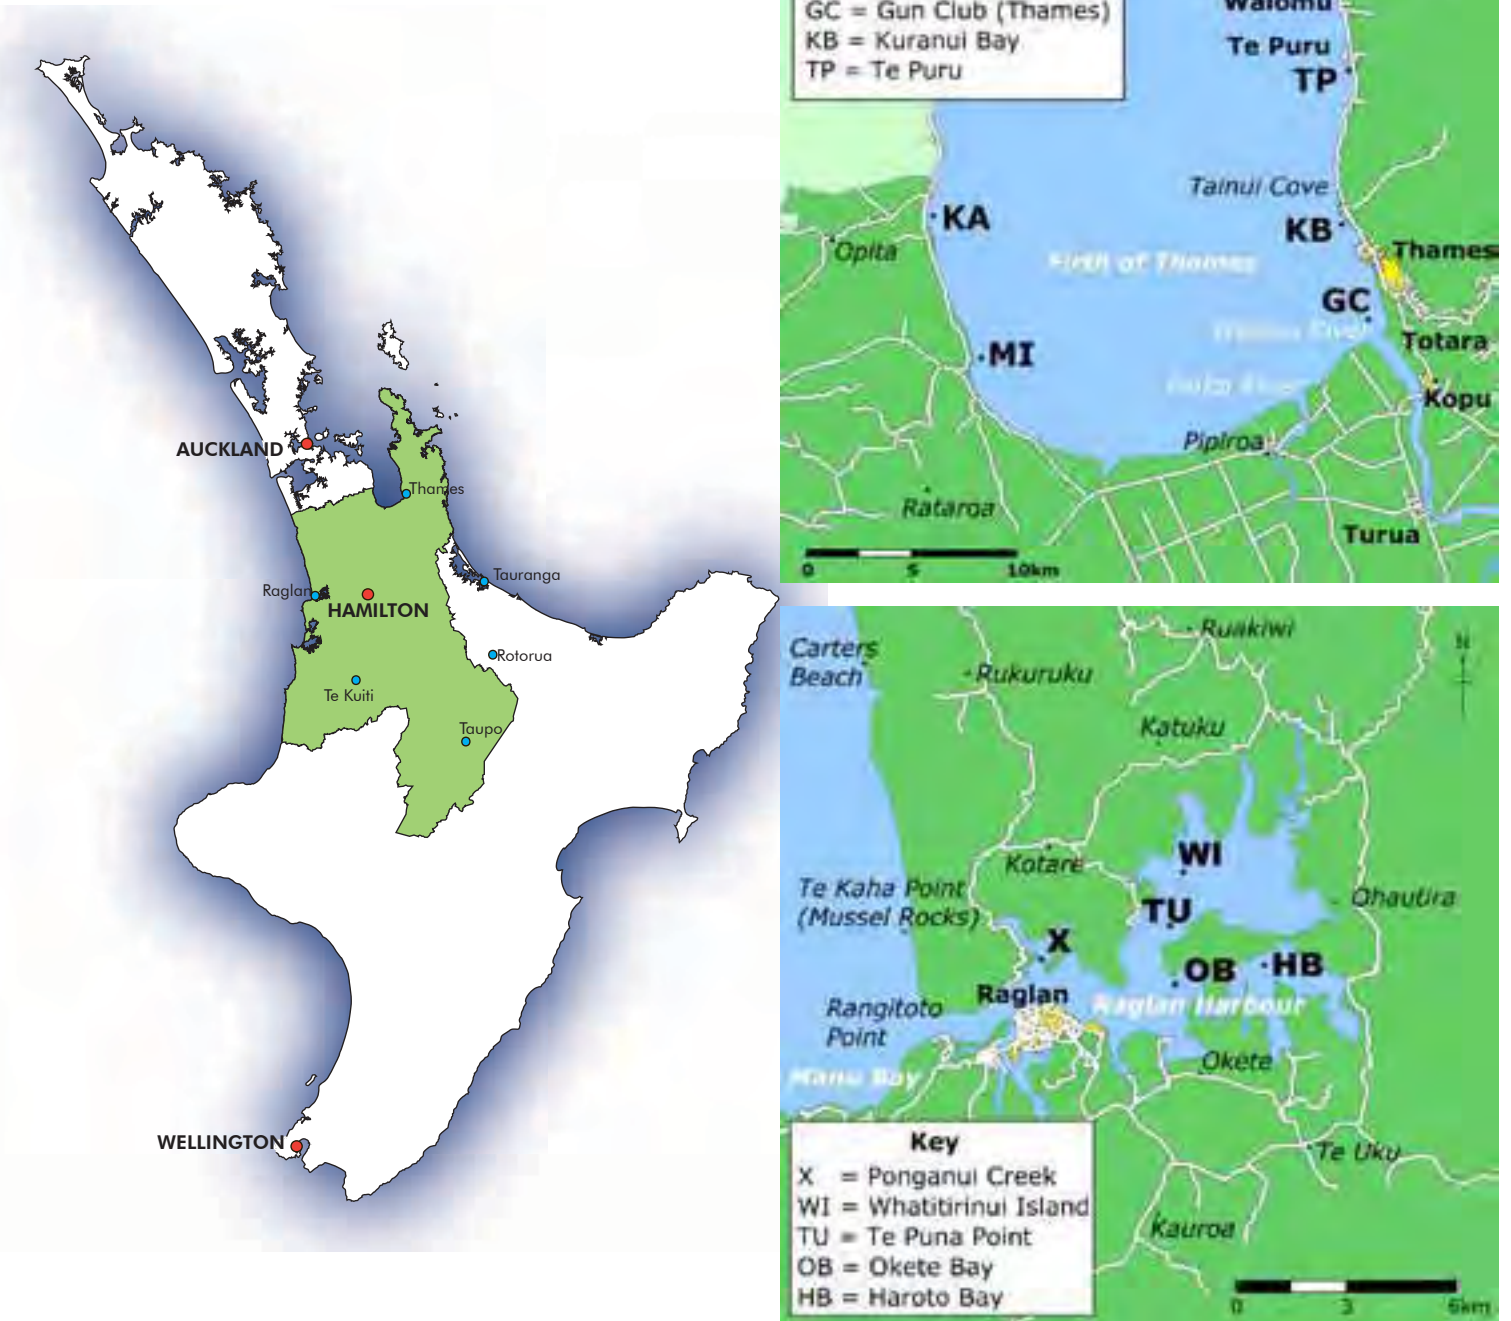 AUCKLAND
Thames
Tauranga
Raglan
HAMILTON
Rotorua
Te Kuiti
Taupo
WELLINGTON
GC = Gun Club (Thames)
KB = Kuranui Bay
TP = Te Puru
Waiomu
Te Puru
TP
Tainui Cove
KA
KB
Opita
Firth of Thames
Thames
GC
Waihou River
Totara
MI
Kopu
Pipiroa
Rataroa
Turua
0 5 10km
Carters
Beach
Ruakiwi
N
Rukuruku
Katuku
WI
Kotare
Te Kaha Point
(Mussel Rocks)
Ohautira
TU
X
OB
HB
Raglan
Raglan Harbour
Rangitoto
Point
Okete
Manu Bay
Key
X = Ponganui Creek
WI = Whatitirinui Island
TU = Te Puna Point
OB = Okete Bay
HB = Haroto Bay
Te Uku
Kauroa
0 3 6km